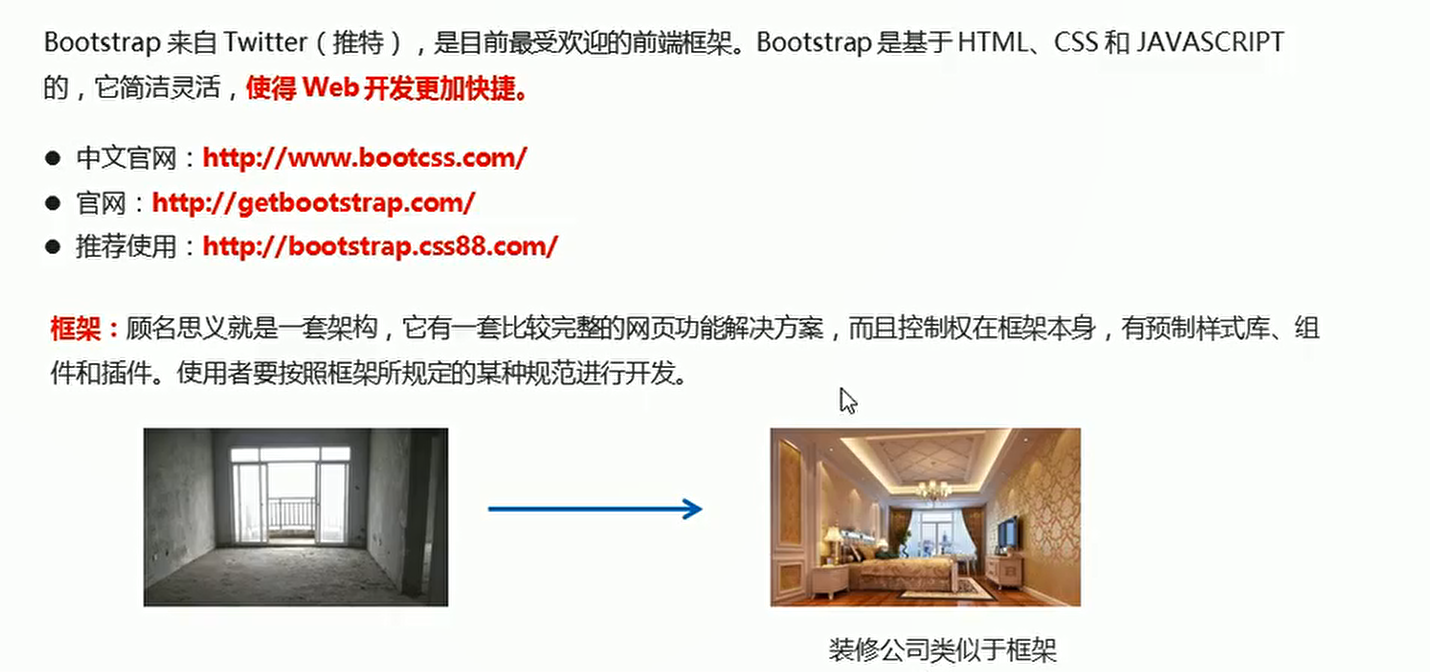 Bootstrap 来自 Twitter（推特），是目前最受欢迎的前端框架。Bootstrap 是基于 HTML、CSS 和 JAVASCRIPT
的，它简洁灵活，使得 Web 开发更加快捷。
● 中文官网：http://www.bootcss.com/
● 官网：http://getbootstrap.com/
● 推荐使用：http://bootstrap.css88.com/
框架：顾名思义就是一套架构，它有一套比较完整的网页功能解决方案，而且控制权在框架本身，有预制样式库、组
件和插件。使用者要按照框架所规定的某种规范进行开发。
装修公司类似于框架